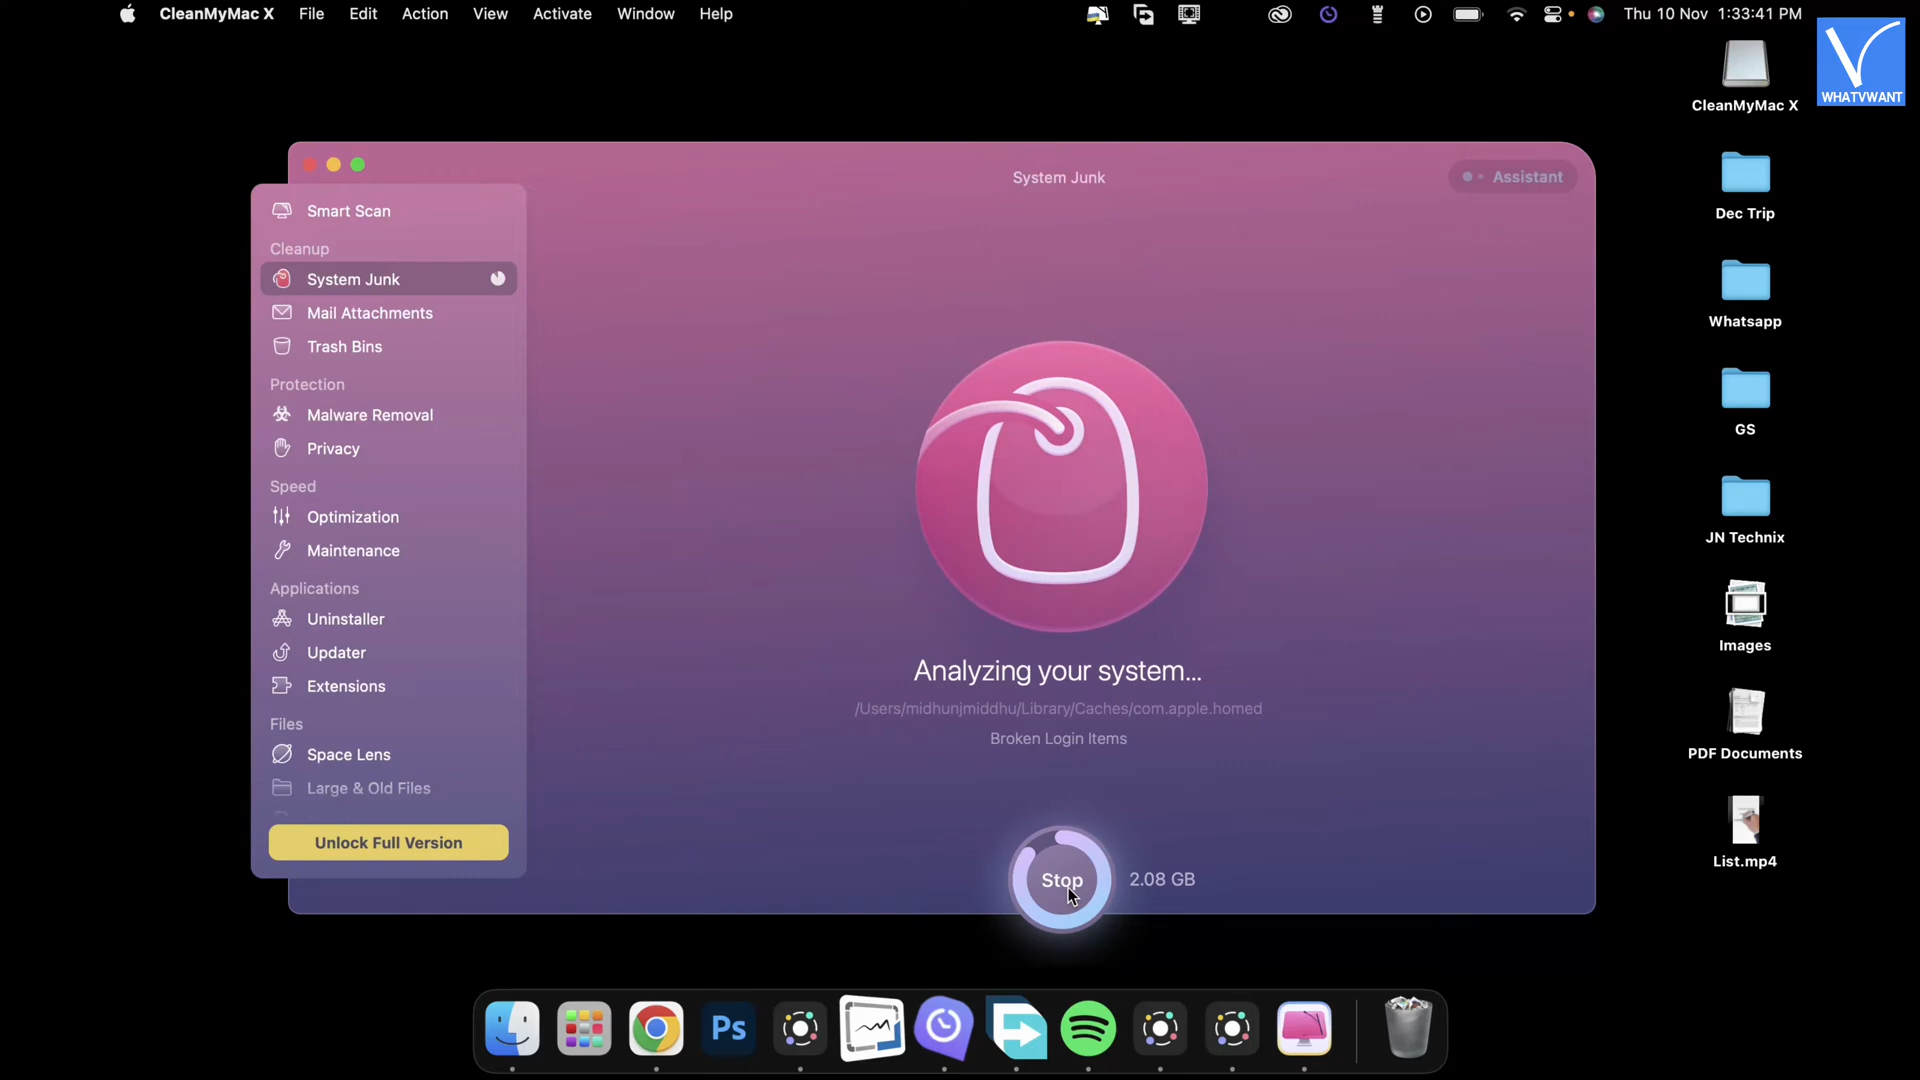 CleanMyMac X File Edit Action View Activate Window Help Thu 10 Nov 1:33:41 PM
WHATVWANT
CleanMyMac X
Dec Trip
Whatsapp
GS
JN Technix
Images
PDF Documents
List.mp4
System Junk
Assistant
Smart Scan
Cleanup
System Junk
Mail Attachments
Trash Bins
Protection
Malware Removal
Privacy
Speed
Optimization
Maintenance
Applications
Uninstaller
Updater
Extensions
Files
Space Lens
Large & Old Files
Unlock Full Version
Analyzing your system...
/Users/midhunjmiddhu/Library/Caches/com.apple.homed
Broken Login Items
Stop 2.08 GB
Ps